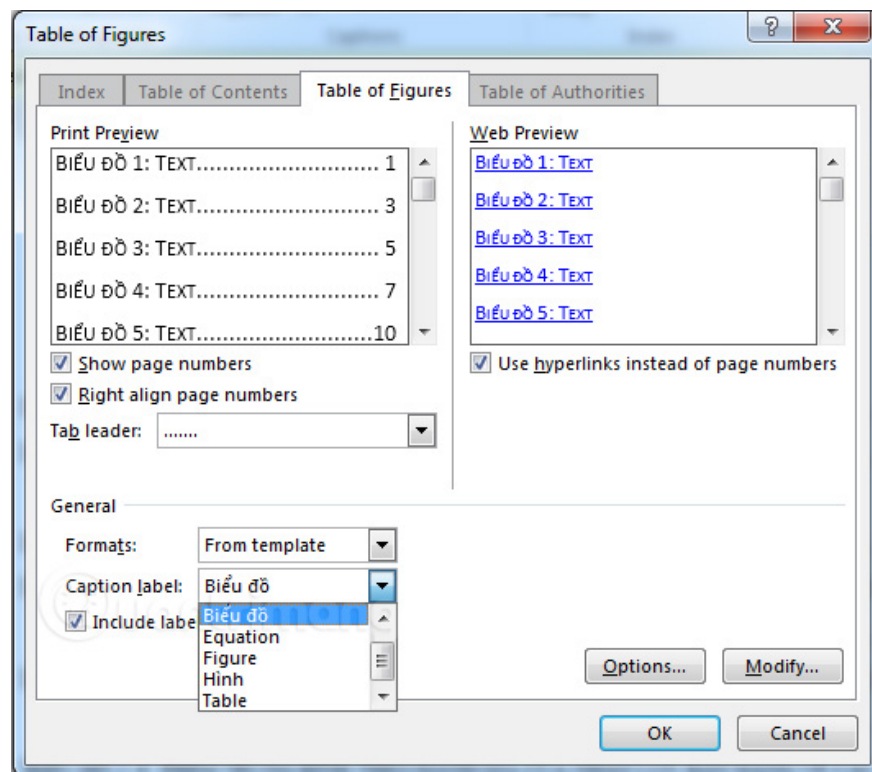 Table of Figures
Index Table of Contents Table of Figures Table of Authorities
Print Preview
BIỂU ĐỒ 1: TEXT............................. 1
BIỂU ĐỒ 2: TEXT............................. 3
BIỂU ĐỒ 3: TEXT............................. 5
BIỂU ĐỒ 4: TEXT............................. 7
BIỂU ĐỒ 5: TEXT............................10
Show page numbers
Right align page numbers
Tab leader: .......
Web Preview
BIỂU ĐỒ 1: TEXT
BIỂU ĐỒ 2: TEXT
BIỂU ĐỒ 3: TEXT
BIỂU ĐỒ 4: TEXT
BIỂU ĐỒ 5: TEXT
Use hyperlinks instead of page numbers
General
Formats: From template
Caption label: Biểu đồ
Include labe
Biểu đồ
Equation
Figure
Hình
Table
Options... Modify...
OK Cancel